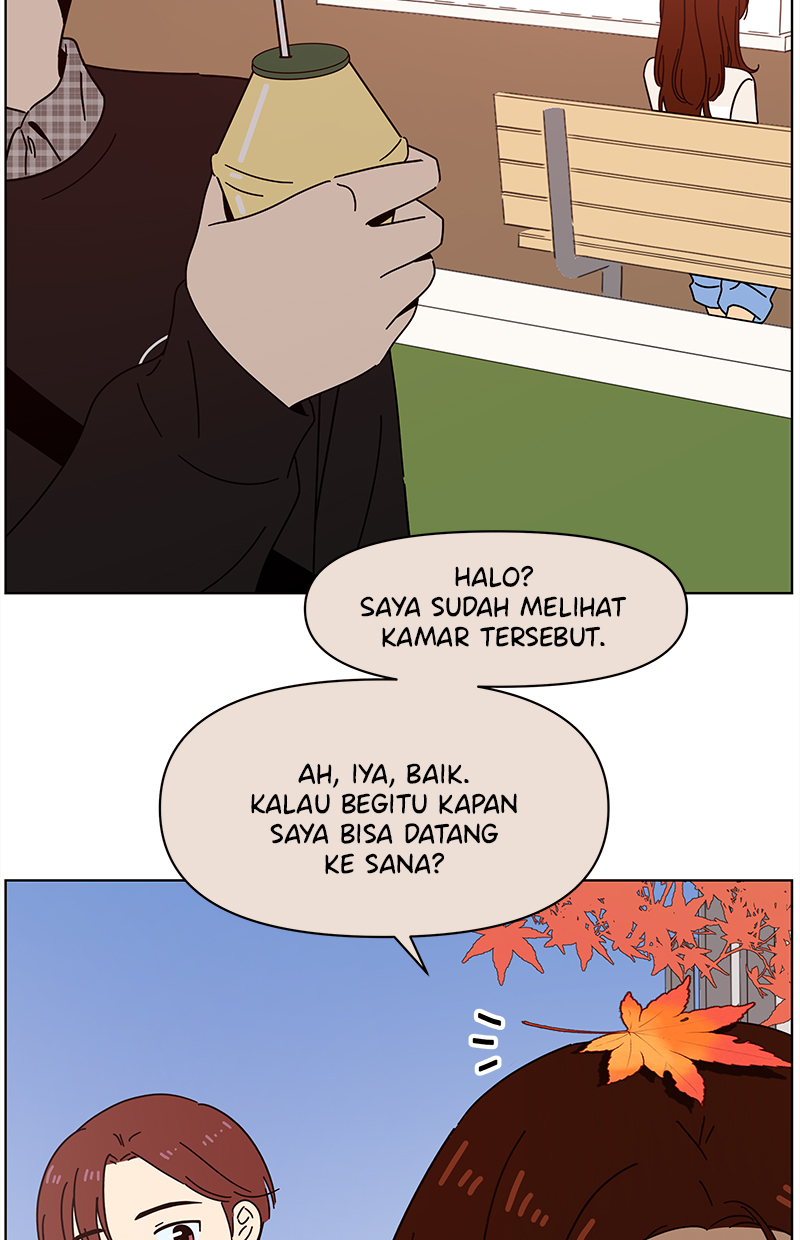 HALO?
SAYA SUDAH MELIHAT
KAMAR TERSEBUT.
AH, IYA, BAIK.
KALAU BEGITU KAPAN
SAYA BISA DATANG
KE SANA?